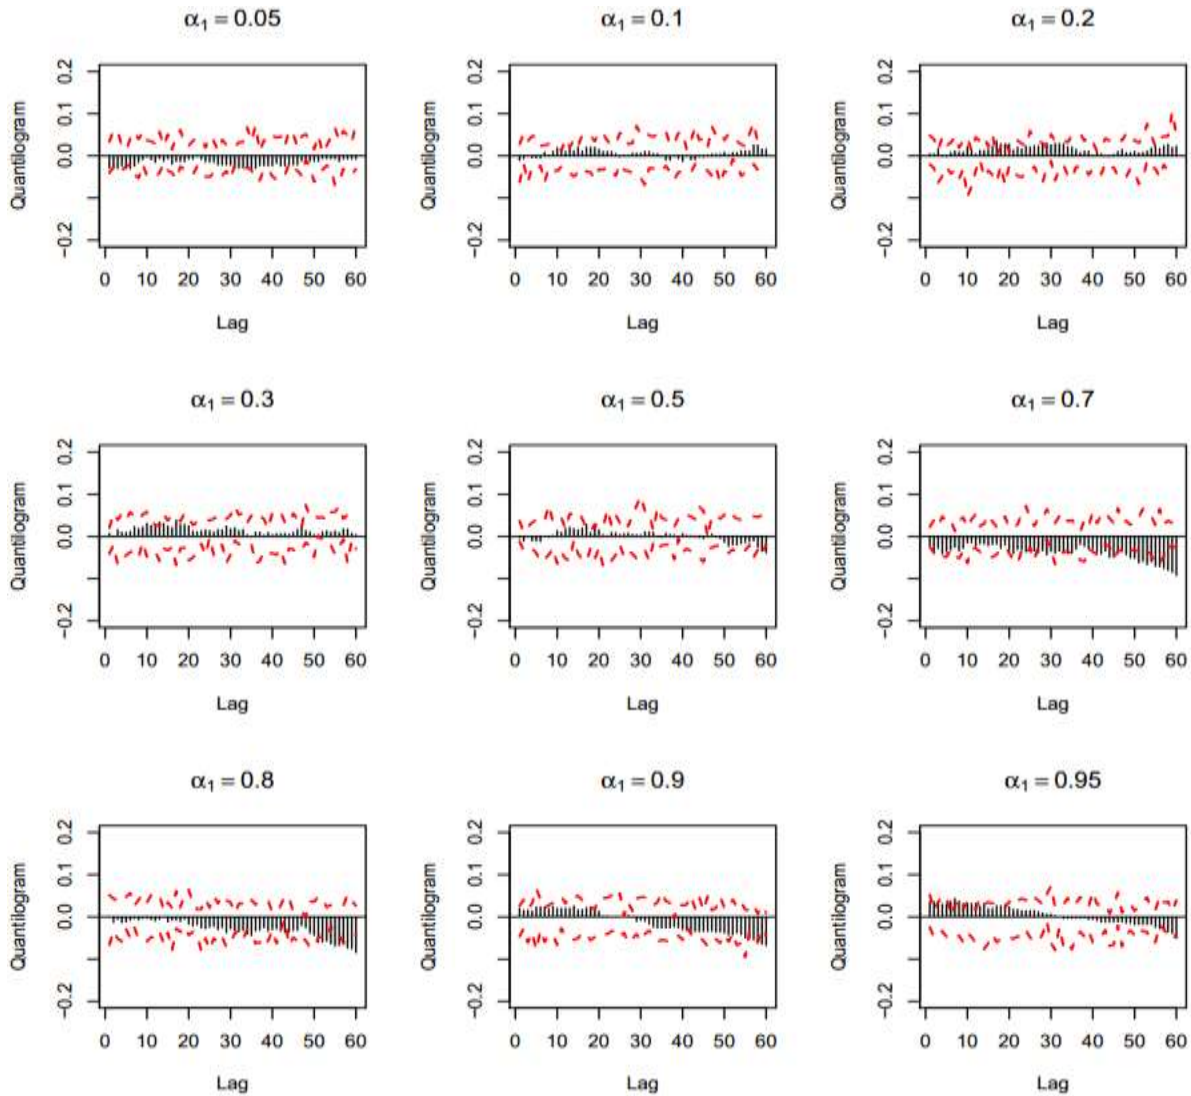 α₁ = 0.05 α₁ = 0.1 α₁ = 0.2
Quantilogram Quantilogram Quantilogram
0.2 0.2 0.2
0.1 0.1 0.1
0.0 0.0 0.0
−0.2 −0.2 −0.2
0 10 20 30 40 50 60 0 10 20 30 40 50 60 0 10 20 30 40 50 60
Lag Lag Lag
α₁ = 0.3 α₁ = 0.5 α₁ = 0.7
Quantilogram Quantilogram Quantilogram
0.2 0.2 0.2
0.1 0.1 0.1
0.0 0.0 0.0
−0.2 −0.2 −0.2
0 10 20 30 40 50 60 0 10 20 30 40 50 60 0 10 20 30 40 50 60
Lag Lag Lag
α₁ = 0.8 α₁ = 0.9 α₁ = 0.95
Quantilogram Quantilogram Quantilogram
0.2 0.2 0.2
0.1 0.1 0.1
0.0 0.0 0.0
−0.2 −0.2 −0.2
0 10 20 30 40 50 60 0 10 20 30 40 50 60 0 10 20 30 40 50 60
Lag Lag Lag